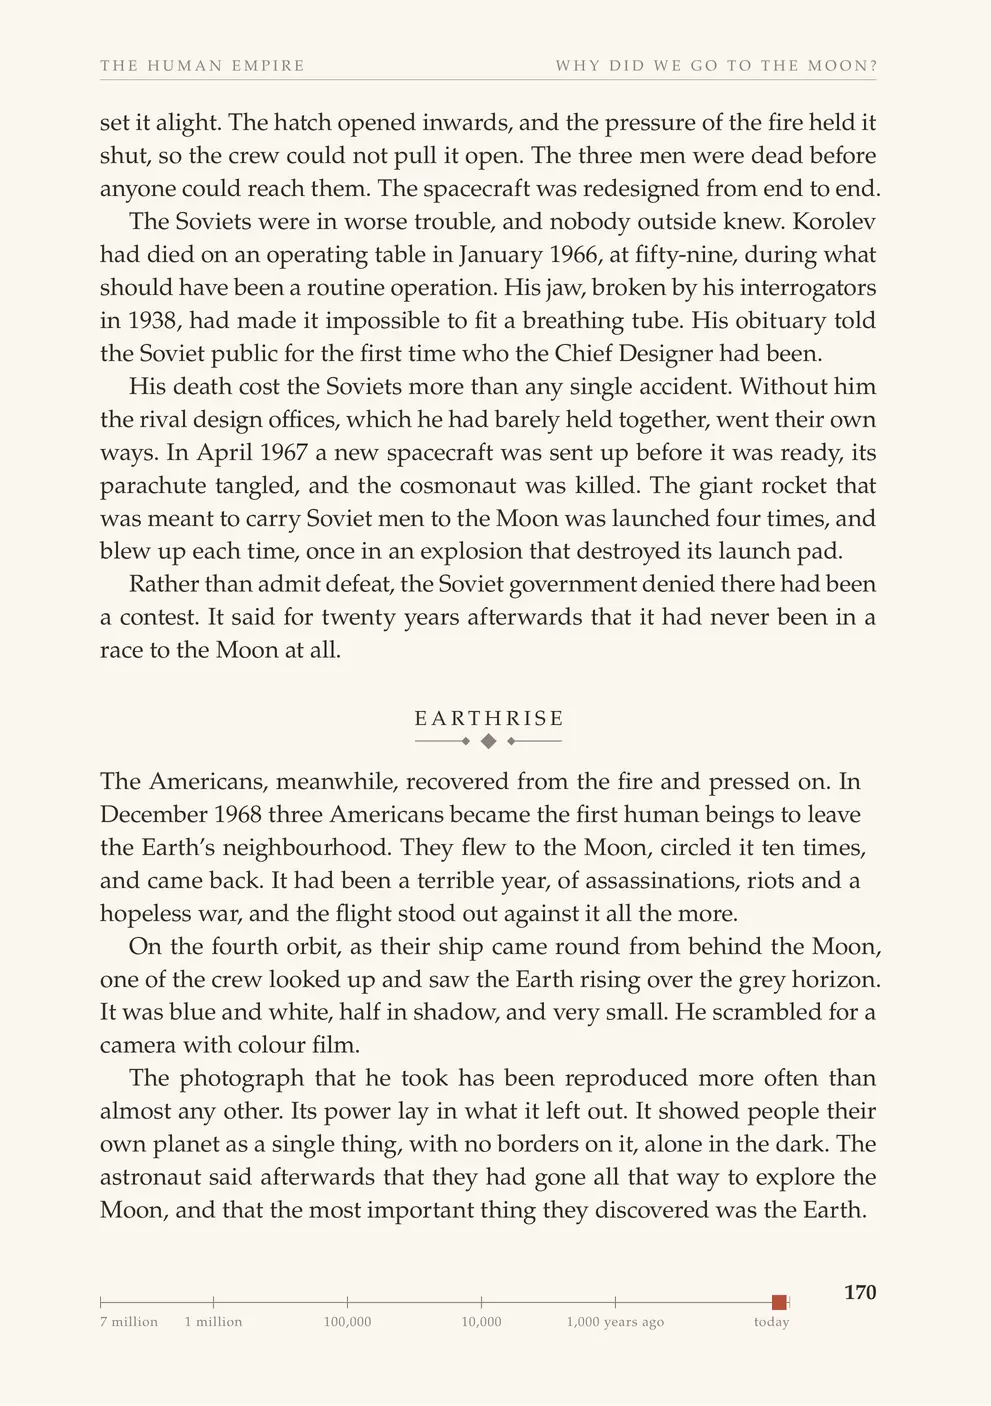 THE HUMAN EMPIRE
WHY DID WE GO TO THE MOON?
set it alight. The hatch opened inwards, and the pressure of the fire held it
shut, so the crew could not pull it open. The three men were dead before
anyone could reach them. The spacecraft was redesigned from end to end.
The Soviets were in worse trouble, and nobody outside knew. Korolev
had died on an operating table in January 1966, at fifty-nine, during what
should have been a routine operation. His jaw, broken by his interrogators
in 1938, had made it impossible to fit a breathing tube. His obituary told
the Soviet public for the first time who the Chief Designer had been.
His death cost the Soviets more than any single accident. Without him
the rival design offices, which he had barely held together, went their own
ways. In April 1967 a new spacecraft was sent up before it was ready, its
parachute tangled, and the cosmonaut was killed. The giant rocket that
was meant to carry Soviet men to the Moon was launched four times, and
blew up each time, once in an explosion that destroyed its launch pad.
Rather than admit defeat, the Soviet government denied there had been
a contest. It said for twenty years afterwards that it had never been in a
race to the Moon at all.
EARTHRISE
The Americans, meanwhile, recovered from the fire and pressed on. In
December 1968 three Americans became the first human beings to leave
the Earth’s neighbourhood. They flew to the Moon, circled it ten times,
and came back. It had been a terrible year, of assassinations, riots and a
hopeless war, and the flight stood out against it all the more.
On the fourth orbit, as their ship came round from behind the Moon,
one of the crew looked up and saw the Earth rising over the grey horizon.
It was blue and white, half in shadow, and very small. He scrambled for a
camera with colour film.
The photograph that he took has been reproduced more often than
almost any other. Its power lay in what it left out. It showed people their
own planet as a single thing, with no borders on it, alone in the dark. The
astronaut said afterwards that they had gone all that way to explore the
Moon, and that the most important thing they discovered was the Earth.
170
7 million 1 million 100,000 10,000 1,000 years ago today